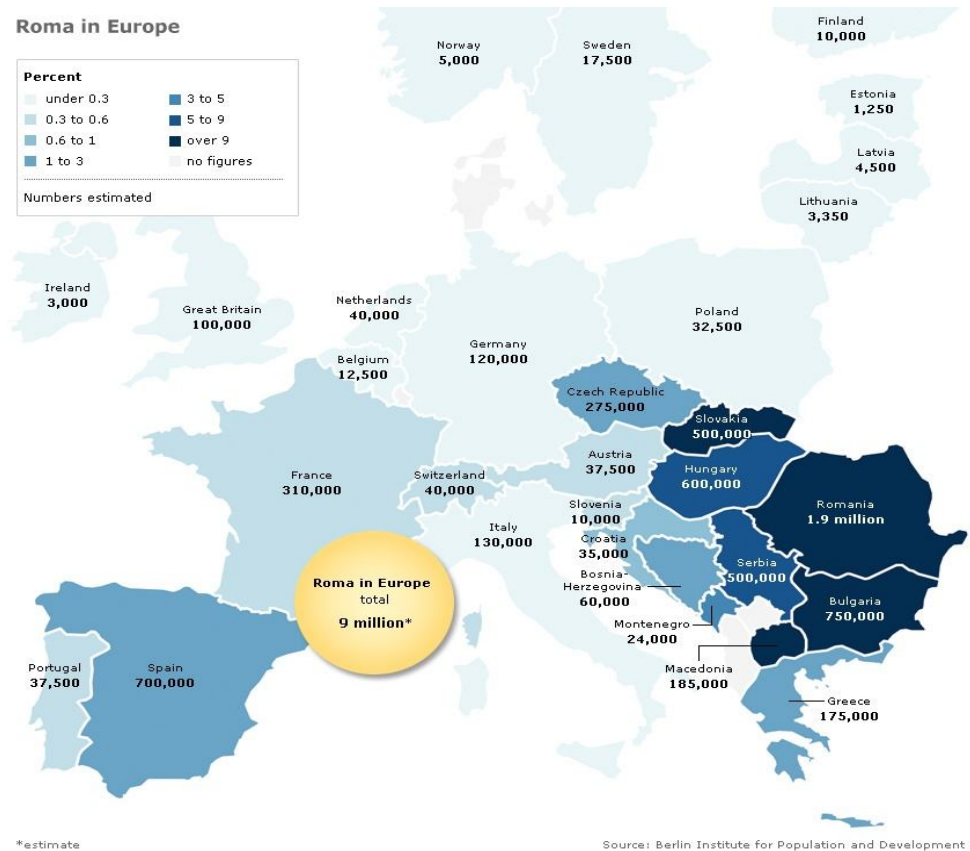 Roma in Europe
Percent
under 0.3
0.3 to 0.6
0.6 to 1
1 to 3
3 to 5
5 to 9
over 9
no figures
Numbers estimated
Finland
10,000
Norway
5,000
Sweden
17,500
Estonia
1,250
Latvia
4,500
Lithuania
3,350
Ireland
3,000
Great Britain
100,000
Netherlands
40,000
Belgium
12,500
Germany
120,000
Poland
32,500
Czech Republic
275,000
Slovakia
500,000
Austria
37,500
Hungary
600,000
France
310,000
Switzerland
40,000
Slovenia
10,000
Romania
1.9 million
Italy
130,000
Croatia
35,000
Serbia
500,000
Bosnia-
Herzegovina
60,000
Roma in Europe
total
9 million*
Bulgaria
750,000
Montenegro
24,000
Portugal
37,500
Spain
700,000
Macedonia
185,000
Greece
175,000
*estimate
Source: Berlin Institute for Population and Development